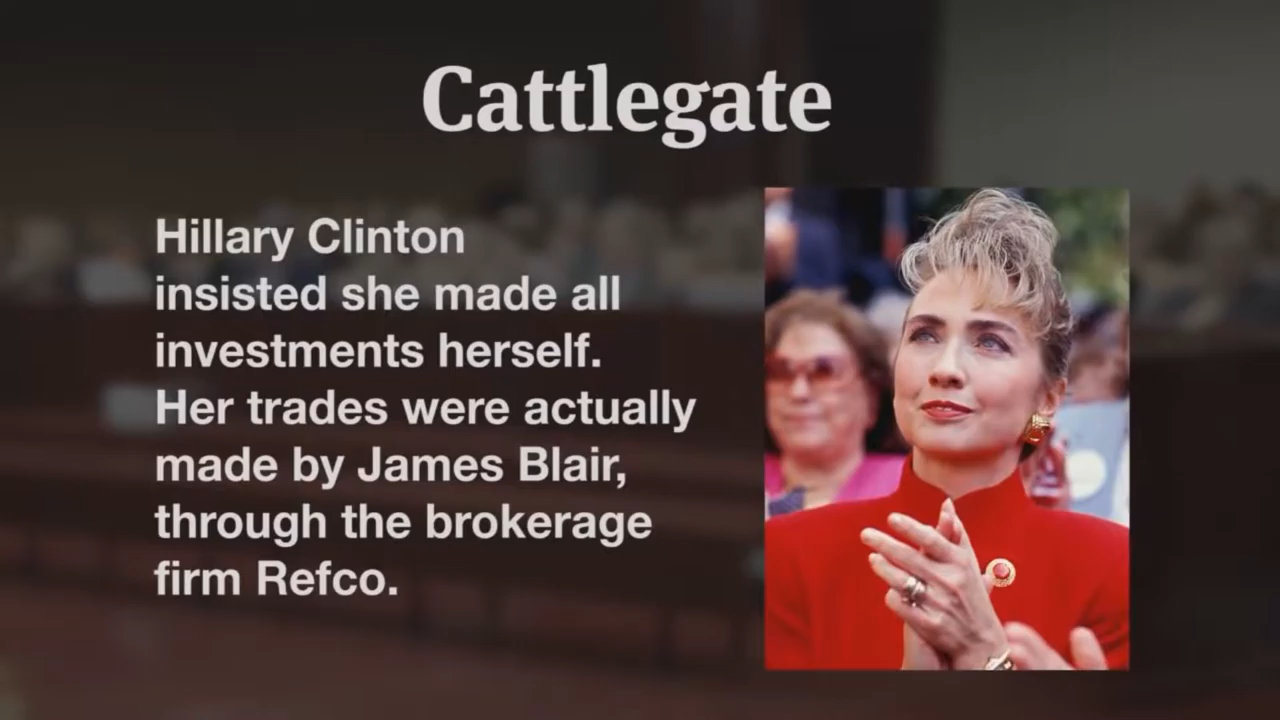 Cattlegate
Hillary Clinton
insisted she made all
investments herself.
Her trades were actually
made by James Blair,
through the brokerage
firm Refco.